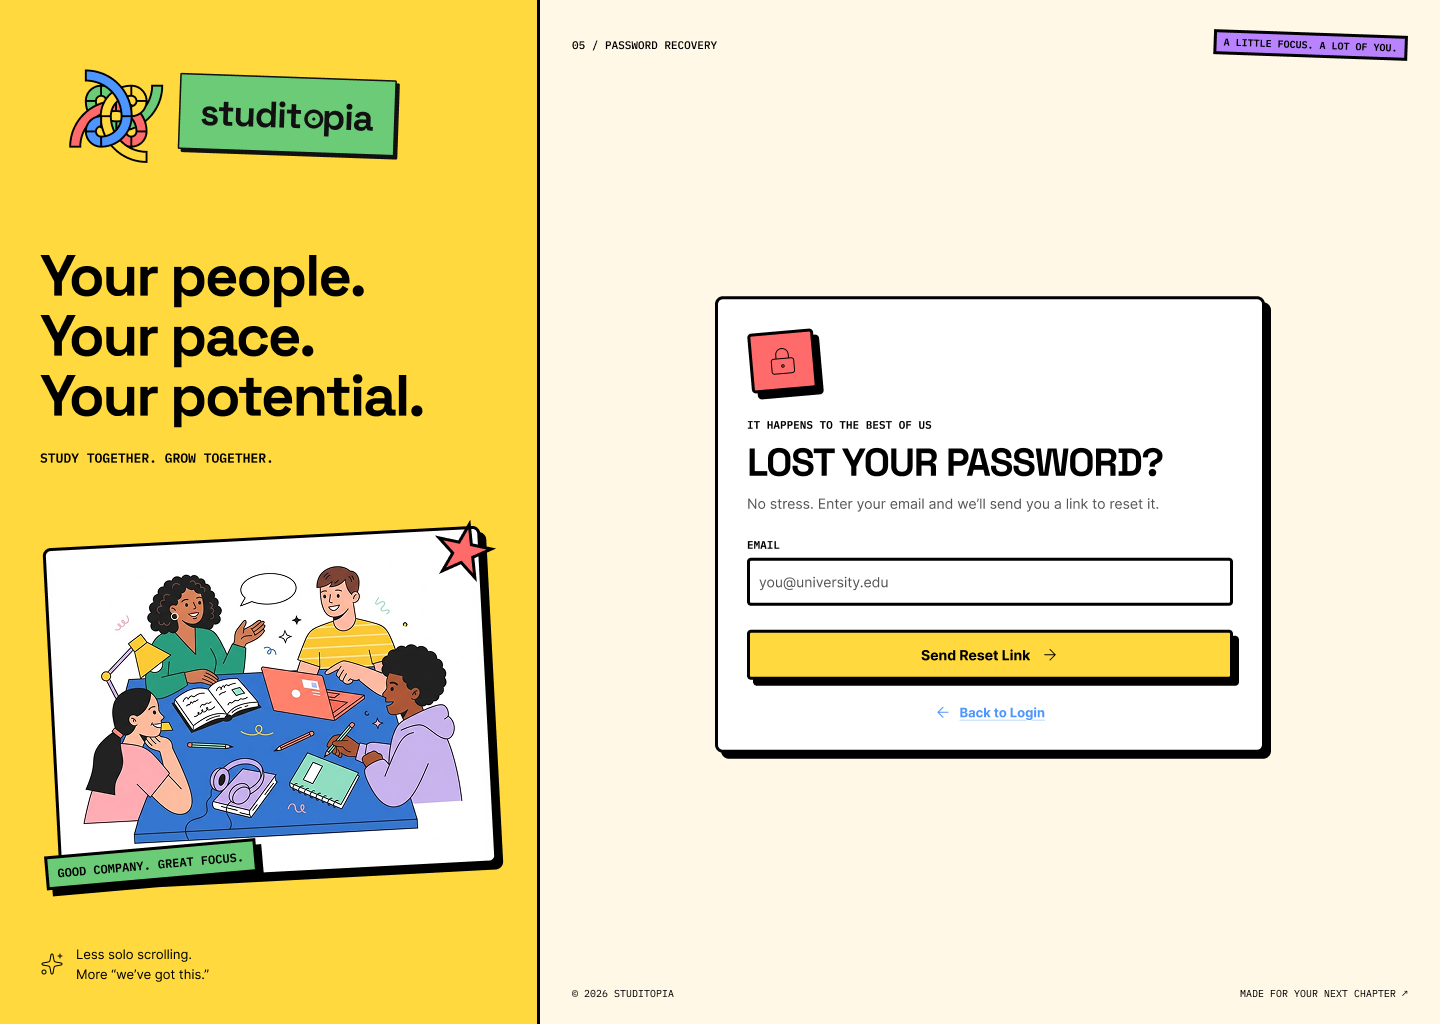 studitopia
Your people.
Your pace.
Your potential.
STUDY TOGETHER. GROW TOGETHER.
GOOD COMPANY. GREAT FOCUS.
Less solo scrolling.
More “we’ve got this.”
05 / PASSWORD RECOVERY
A LITTLE FOCUS. A LOT OF YOU.
IT HAPPENS TO THE BEST OF US
LOST YOUR PASSWORD?
No stress. Enter your email and we’ll send you a link to reset it.
EMAIL
you@university.edu
Send Reset Link →
← Back to Login
© 2026 STUDITOPIA
MADE FOR YOUR NEXT CHAPTER ↗